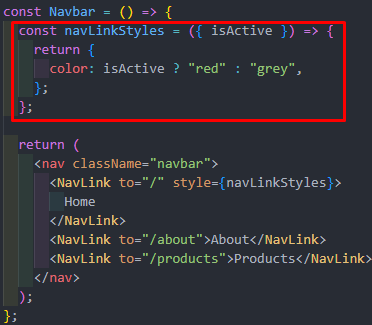 const Navbar = () => {
  const navLinkStyles = ({ isActive }) => {
    return {
      color: isActive ? "red" : "grey",
    };
  };

  return (
    <nav className="navbar">
      <NavLink to="/" style={navLinkStyles}>
        Home
      </NavLink>
      <NavLink to="/about">About</NavLink>
      <NavLink to="/products">Products</NavLink>
    </nav>
  );
};